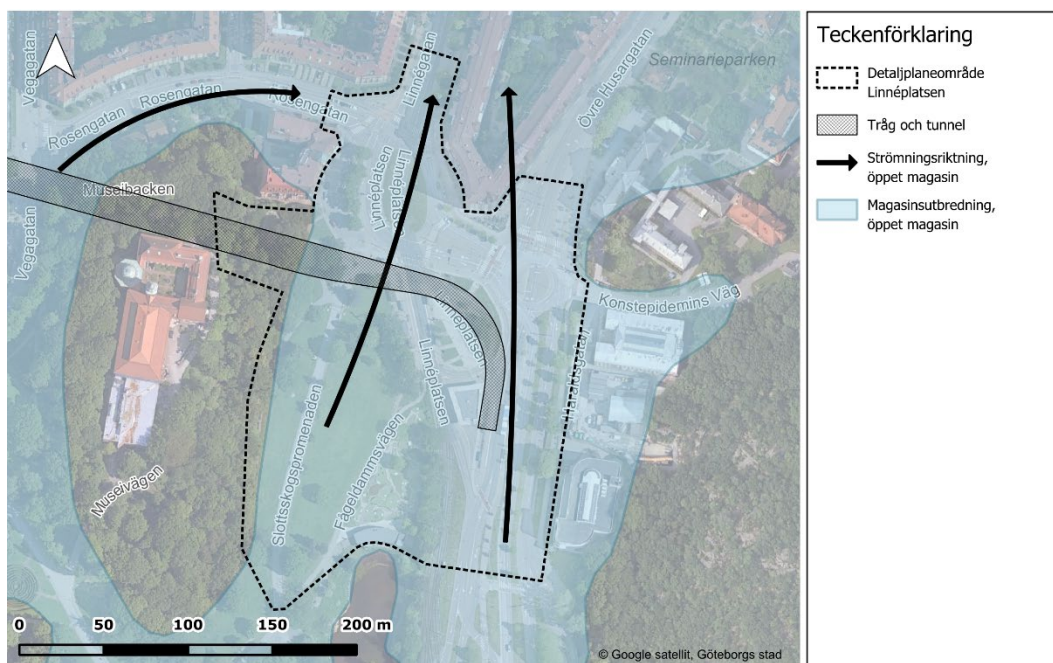 Vegagatan
Rosengatan
Rosengatan
Rosengatan
Rosengatan
Linnégatan
Seminarieparken
Övre Husargatan
Museibacken
Vegagatan
Linnéplatsen
Linnéplatsen
Linnéplatsen
Linnéplatsen
Konstepidemins Väg
Haraldsgatan
Slottsskogspromenaden
Fågeldammsvägen
Museivägen
0 50 100 150 200 m
© Google satellit, Göteborgs stad
Teckenförklaring
Detaljplaneområde
Linnéplatsen
Tråg och tunnel
Strömningsriktning,
öppet magasin
Magasinsutbredning,
öppet magasin